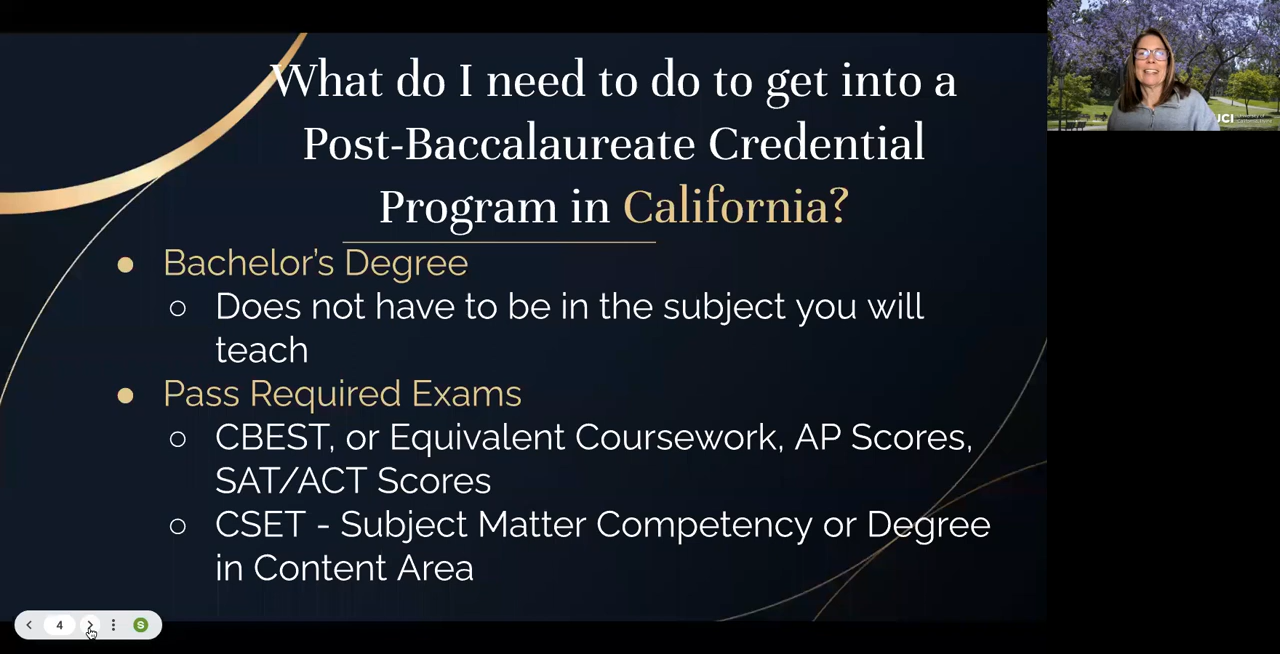 What do I need to do to get into a
Post-Baccalaureate Credential
Program in California?
● Bachelor's Degree
○ Does not have to be in the subject you will
teach
● Pass Required Exams
○ CBEST, or Equivalent Coursework, AP Scores,
SAT/ACT Scores
○ CSET - Subject Matter Competency or Degree
in Content Area
UCI
4
S